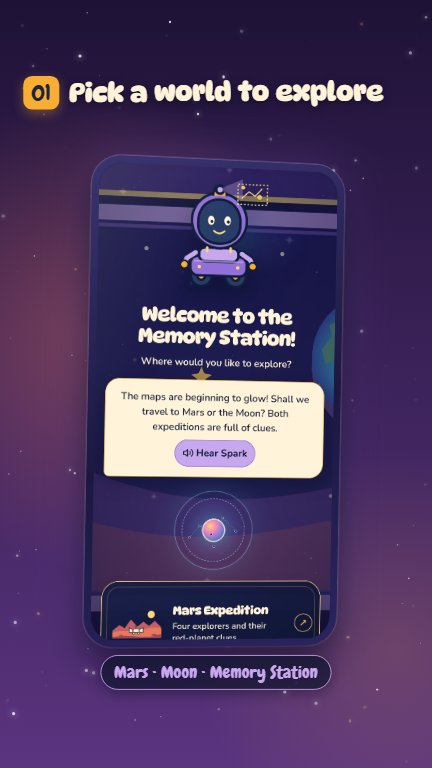 01 Pick a world to explore
Welcome to the
Memory Station!
Where would you like to explore?
The maps are beginning to glow! Shall we
travel to Mars or the Moon? Both
expeditions are full of clues.
Hear Spark
Mars Expedition
Four explorers and their
red-planet clues
Mars · Moon · Memory Station